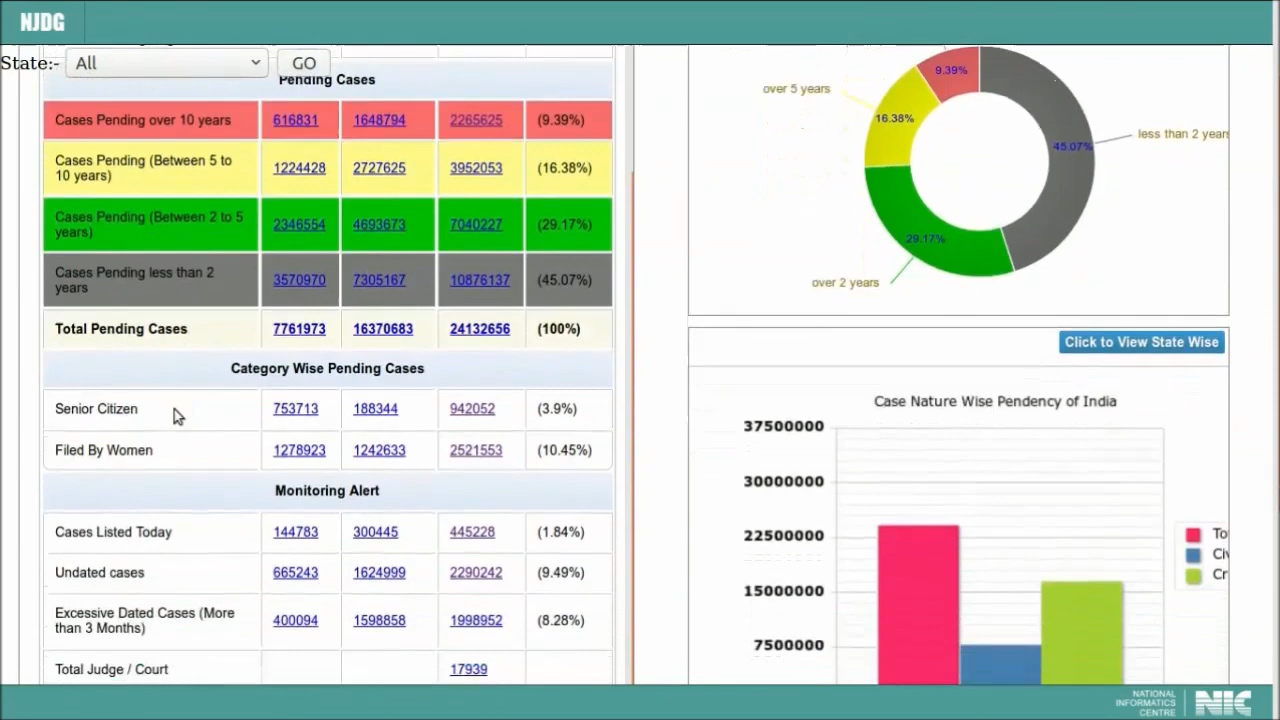 NJDG
State:- All GO
Pending Cases
Cases Pending over 10 years 616831 1648794 2265625 (9.39%)
Cases Pending (Between 5 to
10 years) 1224428 2727625 3952053 (16.38%)
Cases Pending (Between 2 to 5
years) 2346554 4693673 7040227 (29.17%)
Cases Pending less than 2
years 3570970 7305167 10876137 (45.07%)
Total Pending Cases 7761973 16370683 24132656 (100%)
Category Wise Pending Cases
Senior Citizen 753713 188344 942052 (3.9%)
Filed By Women 1278923 1242633 2521553 (10.45%)
Monitoring Alert
Cases Listed Today 144783 300445 445228 (1.84%)
Undated cases 665243 1624999 2290242 (9.49%)
Excessive Dated Cases (More
than 3 Months) 400094 1598858 1998952 (8.28%)
Total Judge / Court 17939
9.39%
over 5 years
16.38%
less than 2 years
45.07%
29.17%
over 2 years
Click to View State Wise
Case Nature Wise Pendency of India
37500000
30000000
22500000
15000000
7500000
To
Civ
Cr
NATIONAL
INFORMATICS
CENTRE
NIC